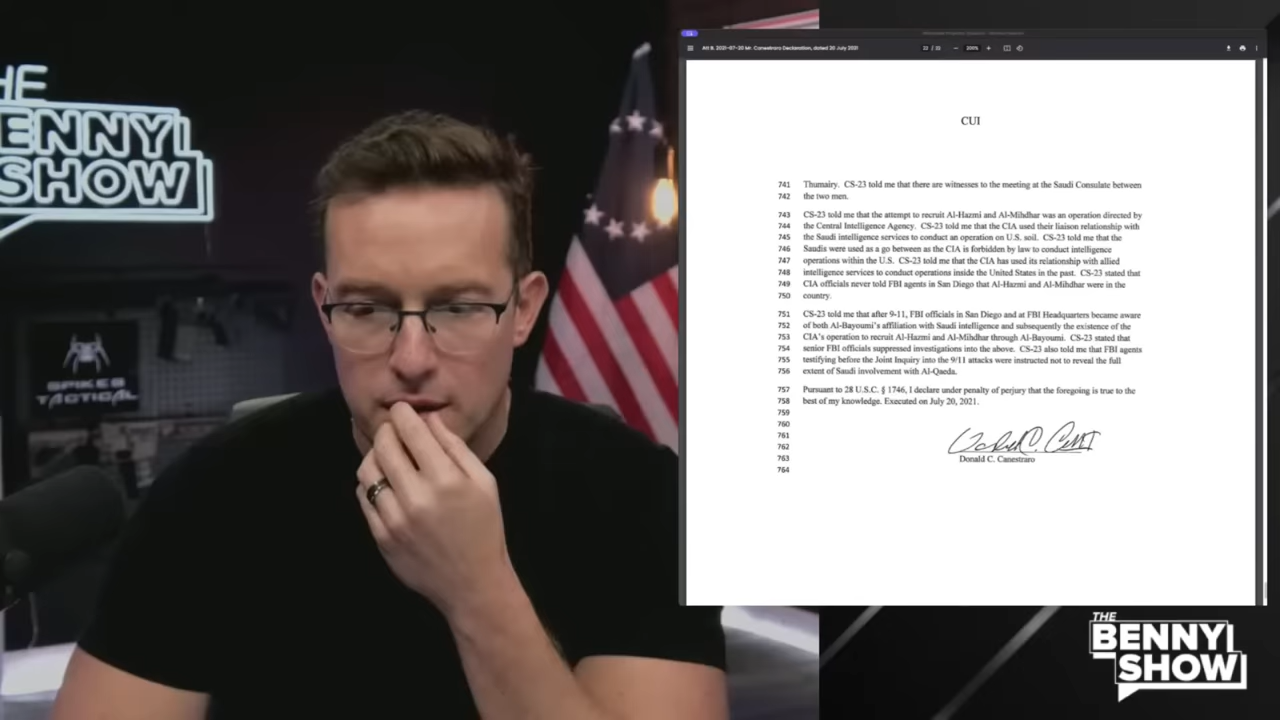 THE
BENNY
SHOW
SPIKES
TACTICAL
Att B, 2021-07-20 Mr. Canestraro Declaration, dated 20 July 2021
200%
CUI
741 Thumairy. CS-23 told me that there are witnesses to the meeting at the Saudi Consulate between
742 the two men.
743 CS-23 told me that the attempt to recruit Al-Hazmi and Al-Mihdhar was an operation directed by
744 the Central Intelligence Agency. CS-23 told me that the CIA used their liaison relationship with
745 the Saudi intelligence services to conduct an operation on U.S. soil. CS-23 told me that the
746 Saudis were used as a go between as the CIA is forbidden by law to conduct intelligence
747 operations within the U.S. CS-23 told me that the CIA has used its relationship with allied
748 intelligence services to conduct operations inside the United States in the past. CS-23 stated that
749 CIA officials never told FBI agents in San Diego that Al-Hazmi and Al-Mihdhar were in the
750 country.
751 CS-23 told me that after 9-11, FBI officials in San Diego and at FBI Headquarters became aware
752 of both Al-Bayoumi's affiliation with Saudi intelligence and subsequently the existence of the
753 CIA's operation to recruit Al-Hazmi and Al-Mihdhar through Al-Bayoumi. CS-23 stated that
754 senior FBI officials suppressed investigations into the above. CS-23 also told me that FBI agents
755 testifying before the Joint Inquiry into the 9/11 attacks were instructed not to reveal the full
756 extent of Saudi involvement with Al-Qaeda.
757 Pursuant to 28 U.S.C. § 1746, I declare under penalty of perjury that the foregoing is true to the
758 best of my knowledge. Executed on July 20, 2021.
759
760
761
762
763 Donald C. Canestraro
764
THE
BENNY
SHOW